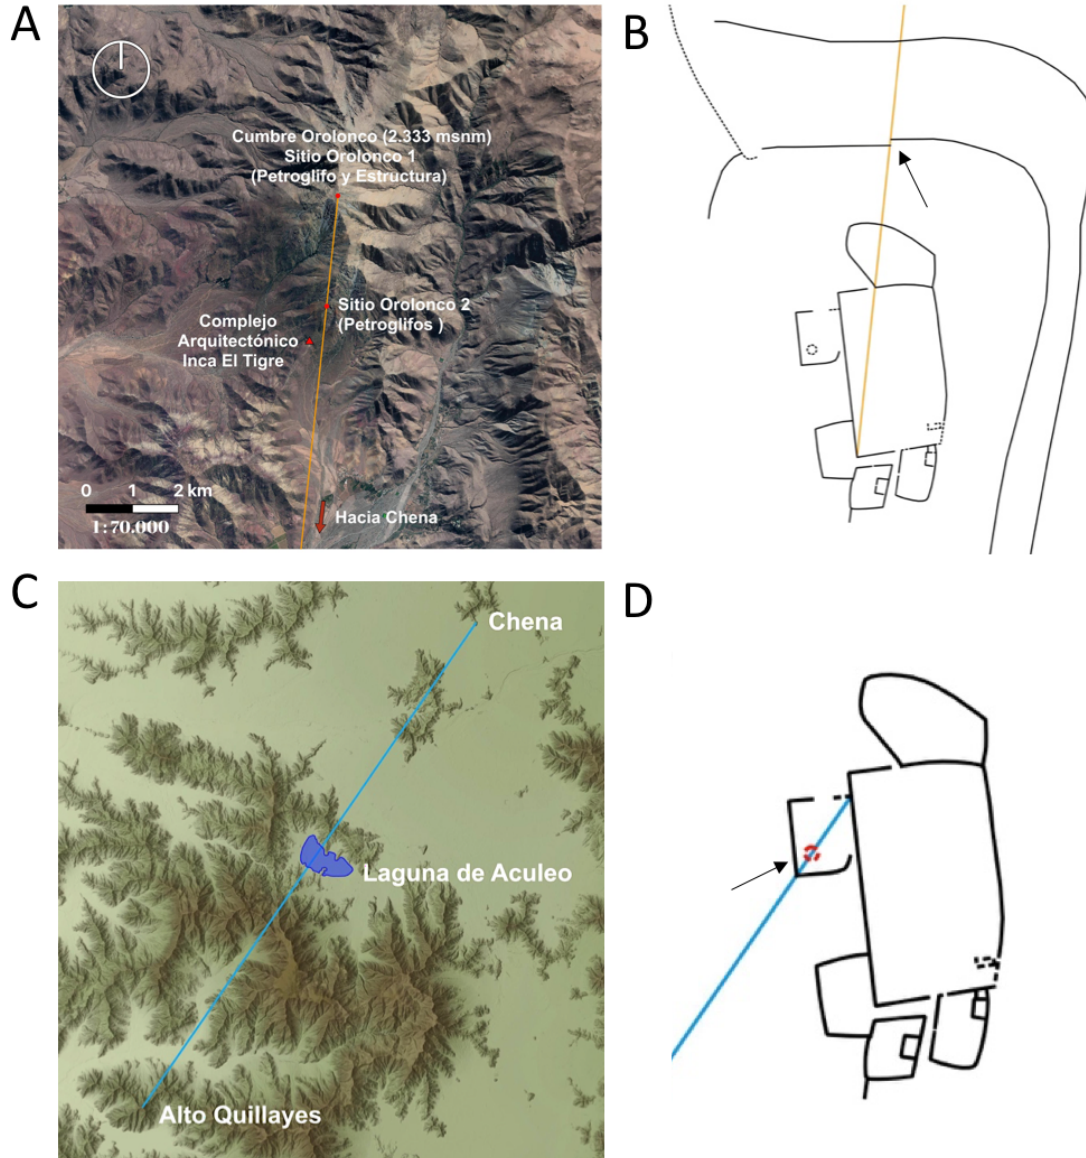 A
Cumbre Orolonco (2.333 msnm)
Sitio Orolonco 1
(Petroglifo y Estructura)
Sitio Orolonco 2
(Petroglifos )
Complejo
Arquitectónico
Inca El Tigre
0 1 2 km
1:70.000
Hacia Chena
B
C
Chena
Laguna de Aculeo
Alto Quillayes
D